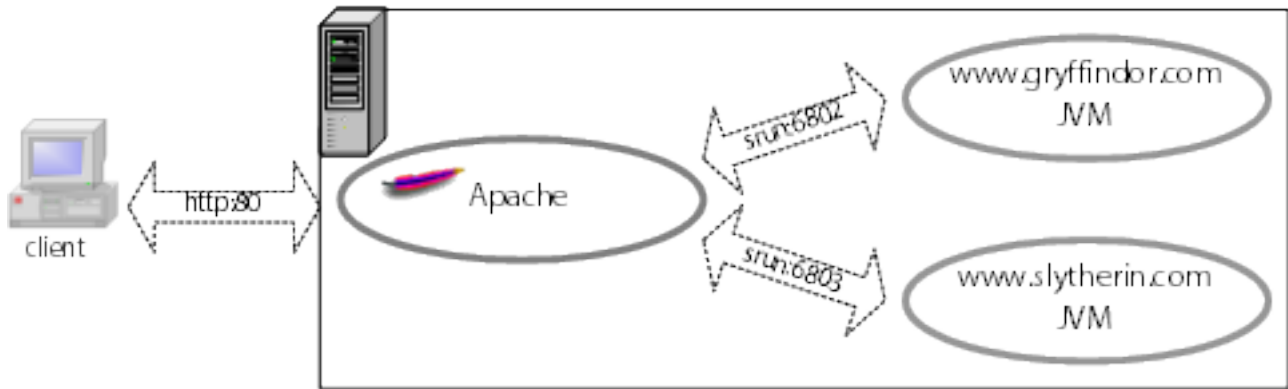 www.gryffindor.com
JVM
srun:6802
Apache
http:80
client
srun:6803
www.slytherin.com
JVM